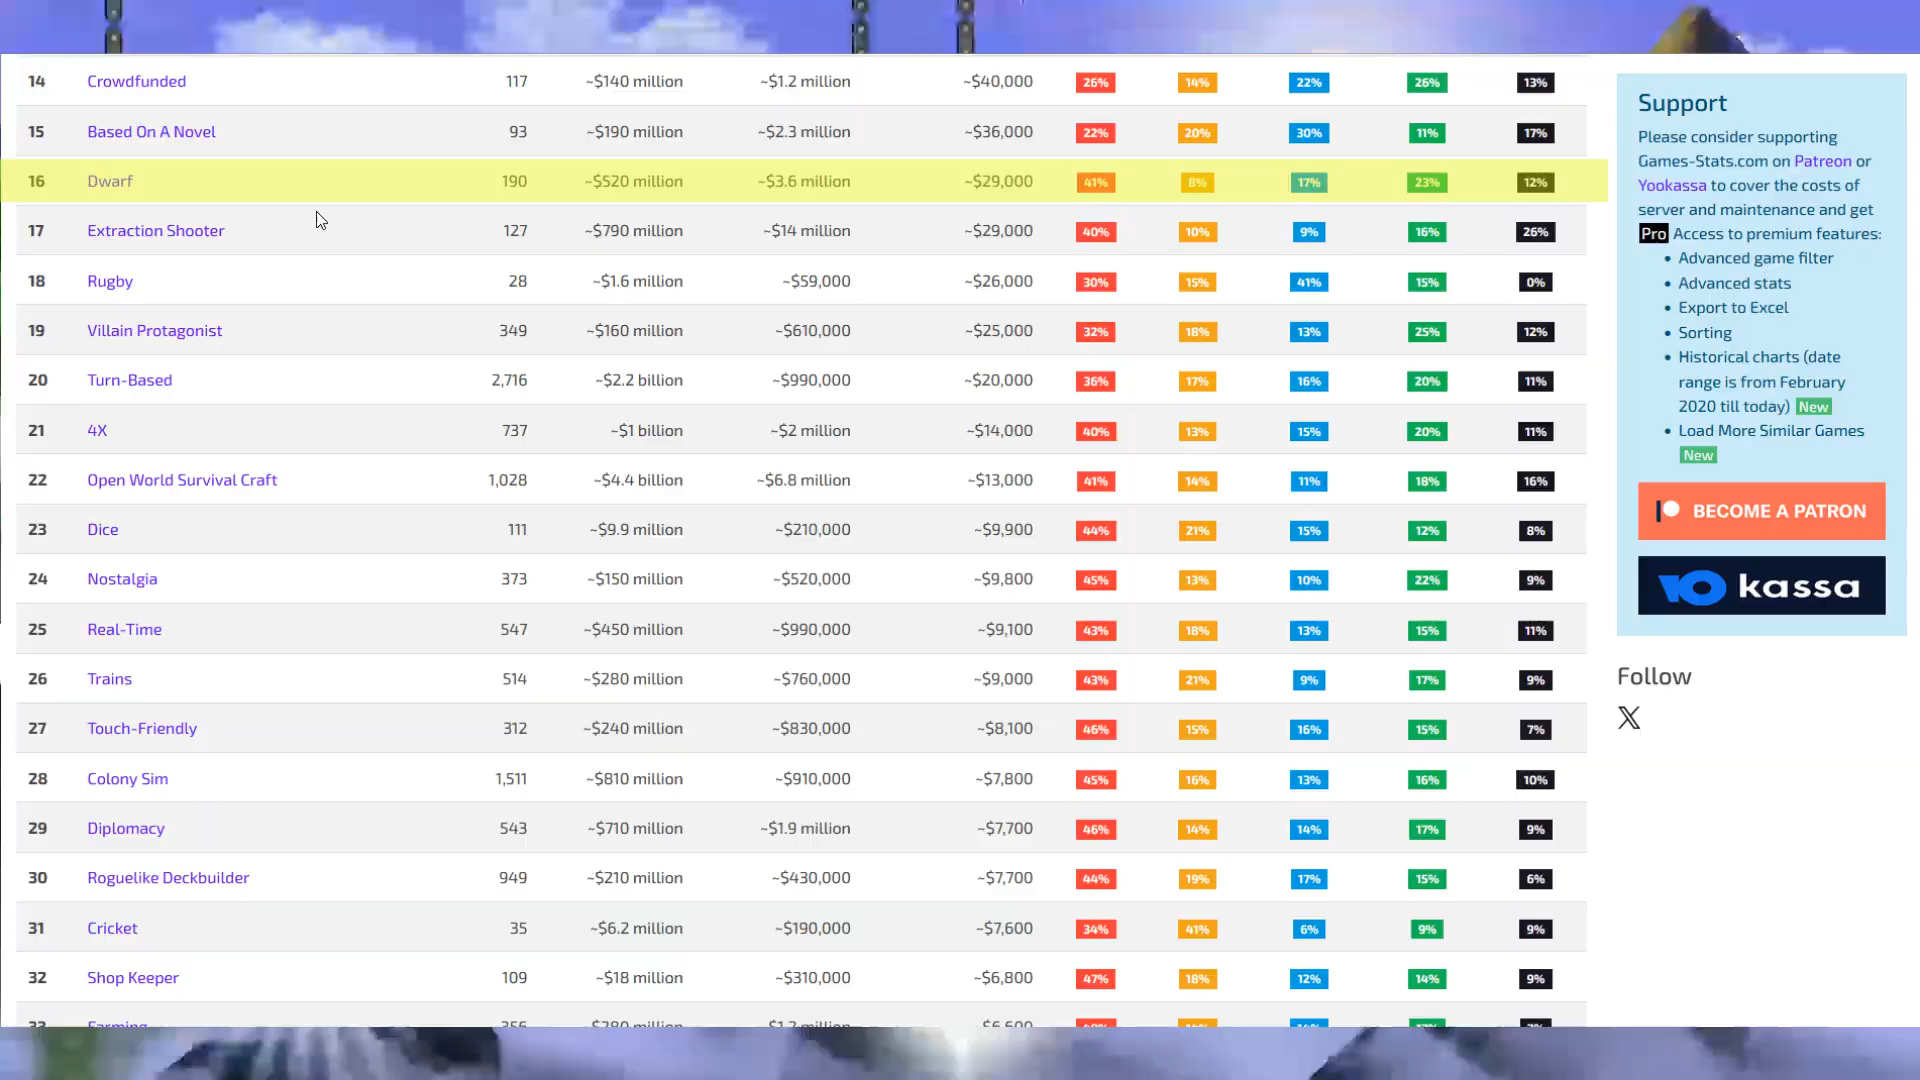 14 Crowdfunded 117 ~$140 million ~$1.2 million ~$40,000 26% 14% 22% 26% 13%
15 Based On A Novel 93 ~$190 million ~$2.3 million ~$36,000 22% 20% 30% 11% 17%
16 Dwarf 190 ~$520 million ~$3.6 million ~$29,000 41% 8% 17% 23% 12%
17 Extraction Shooter 127 ~$790 million ~$14 million ~$29,000 40% 10% 9% 16% 26%
18 Rugby 28 ~$1.6 million ~$59,000 ~$26,000 30% 15% 41% 15% 0%
19 Villain Protagonist 349 ~$160 million ~$610,000 ~$25,000 32% 18% 13% 25% 12%
20 Turn-Based 2,716 ~$2.2 billion ~$990,000 ~$20,000 36% 17% 16% 20% 11%
21 4X 737 ~$1 billion ~$2 million ~$14,000 40% 13% 15% 20% 11%
22 Open World Survival Craft 1,028 ~$4.4 billion ~$6.8 million ~$13,000 41% 14% 11% 18% 16%
23 Dice 111 ~$9.9 million ~$210,000 ~$9,900 44% 21% 15% 12% 8%
24 Nostalgia 373 ~$150 million ~$520,000 ~$9,800 45% 13% 10% 22% 9%
25 Real-Time 547 ~$450 million ~$990,000 ~$9,100 43% 18% 13% 15% 11%
26 Trains 514 ~$280 million ~$760,000 ~$9,000 43% 21% 9% 17% 9%
27 Touch-Friendly 312 ~$240 million ~$830,000 ~$8,100 46% 15% 16% 15% 7%
28 Colony Sim 1,511 ~$810 million ~$910,000 ~$7,800 45% 16% 13% 16% 10%
29 Diplomacy 543 ~$710 million ~$1.9 million ~$7,700 46% 14% 14% 17% 9%
30 Roguelike Deckbuilder 949 ~$210 million ~$430,000 ~$7,700 44% 19% 17% 15% 6%
31 Cricket 35 ~$6.2 million ~$190,000 ~$7,600 34% 41% 6% 9% 9%
32 Shop Keeper 109 ~$18 million ~$310,000 ~$6,800 47% 18% 12% 14% 9%
33 Farming
Support
Please consider supporting
Games-Stats.com on Patreon or
Yookassa to cover the costs of
server and maintenance and get
Pro Access to premium features:
• Advanced game filter
• Advanced stats
• Export to Excel
• Sorting
• Historical charts (date
range is from February
2020 till today) New
• Load More Similar Games
New
BECOME A PATRON
kassa
Follow